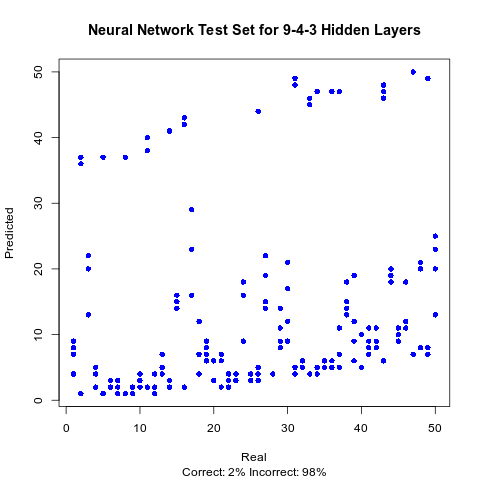 Neural Network Test Set for 9-4-3 Hidden Layers
Predicted
50
40
30
20
10
0
0 10 20 30 40 50
Real
Correct: 2% Incorrect: 98%